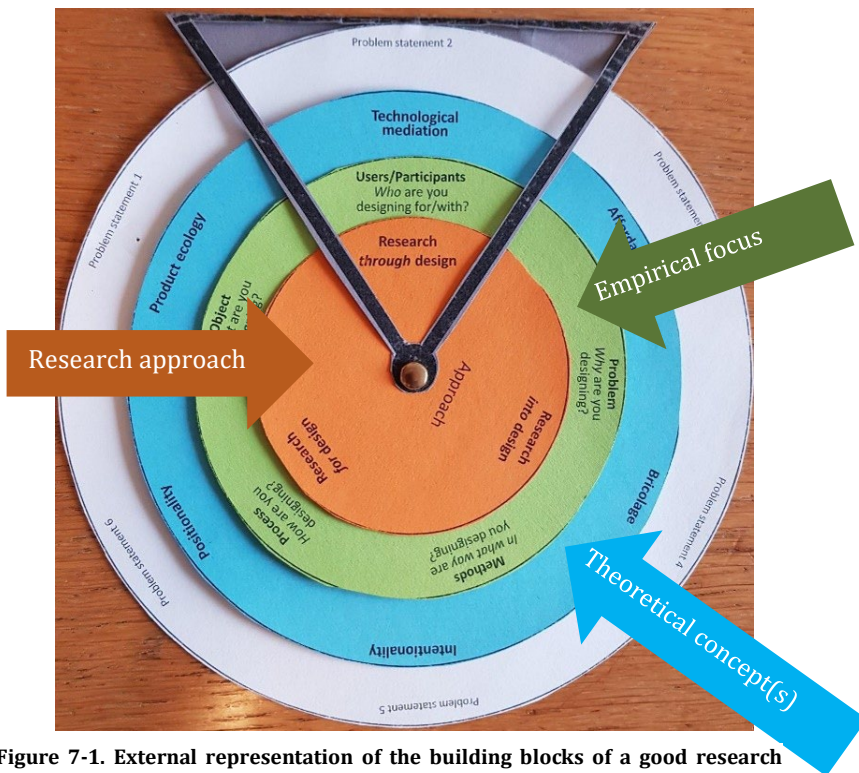 Problem statement 2
Technological
mediation
Users/Participants
Who are you
designing for/with?
Research
through design
Problem statement 1
Product ecology
Object
are you
Problem statement
Empirical focus
Research approach
Approach
Problem
Why are you
designing?
Research
into design
Research
for design
Process
How are you
designing?
Methods
In what way are
you designing?
Bricolage
Problem statement 4
Positionality
Problem statement 6
Intentionality
Problem statement 5
Theoretical concept(s)
Figure 7-1. External representation of the building blocks of a good research